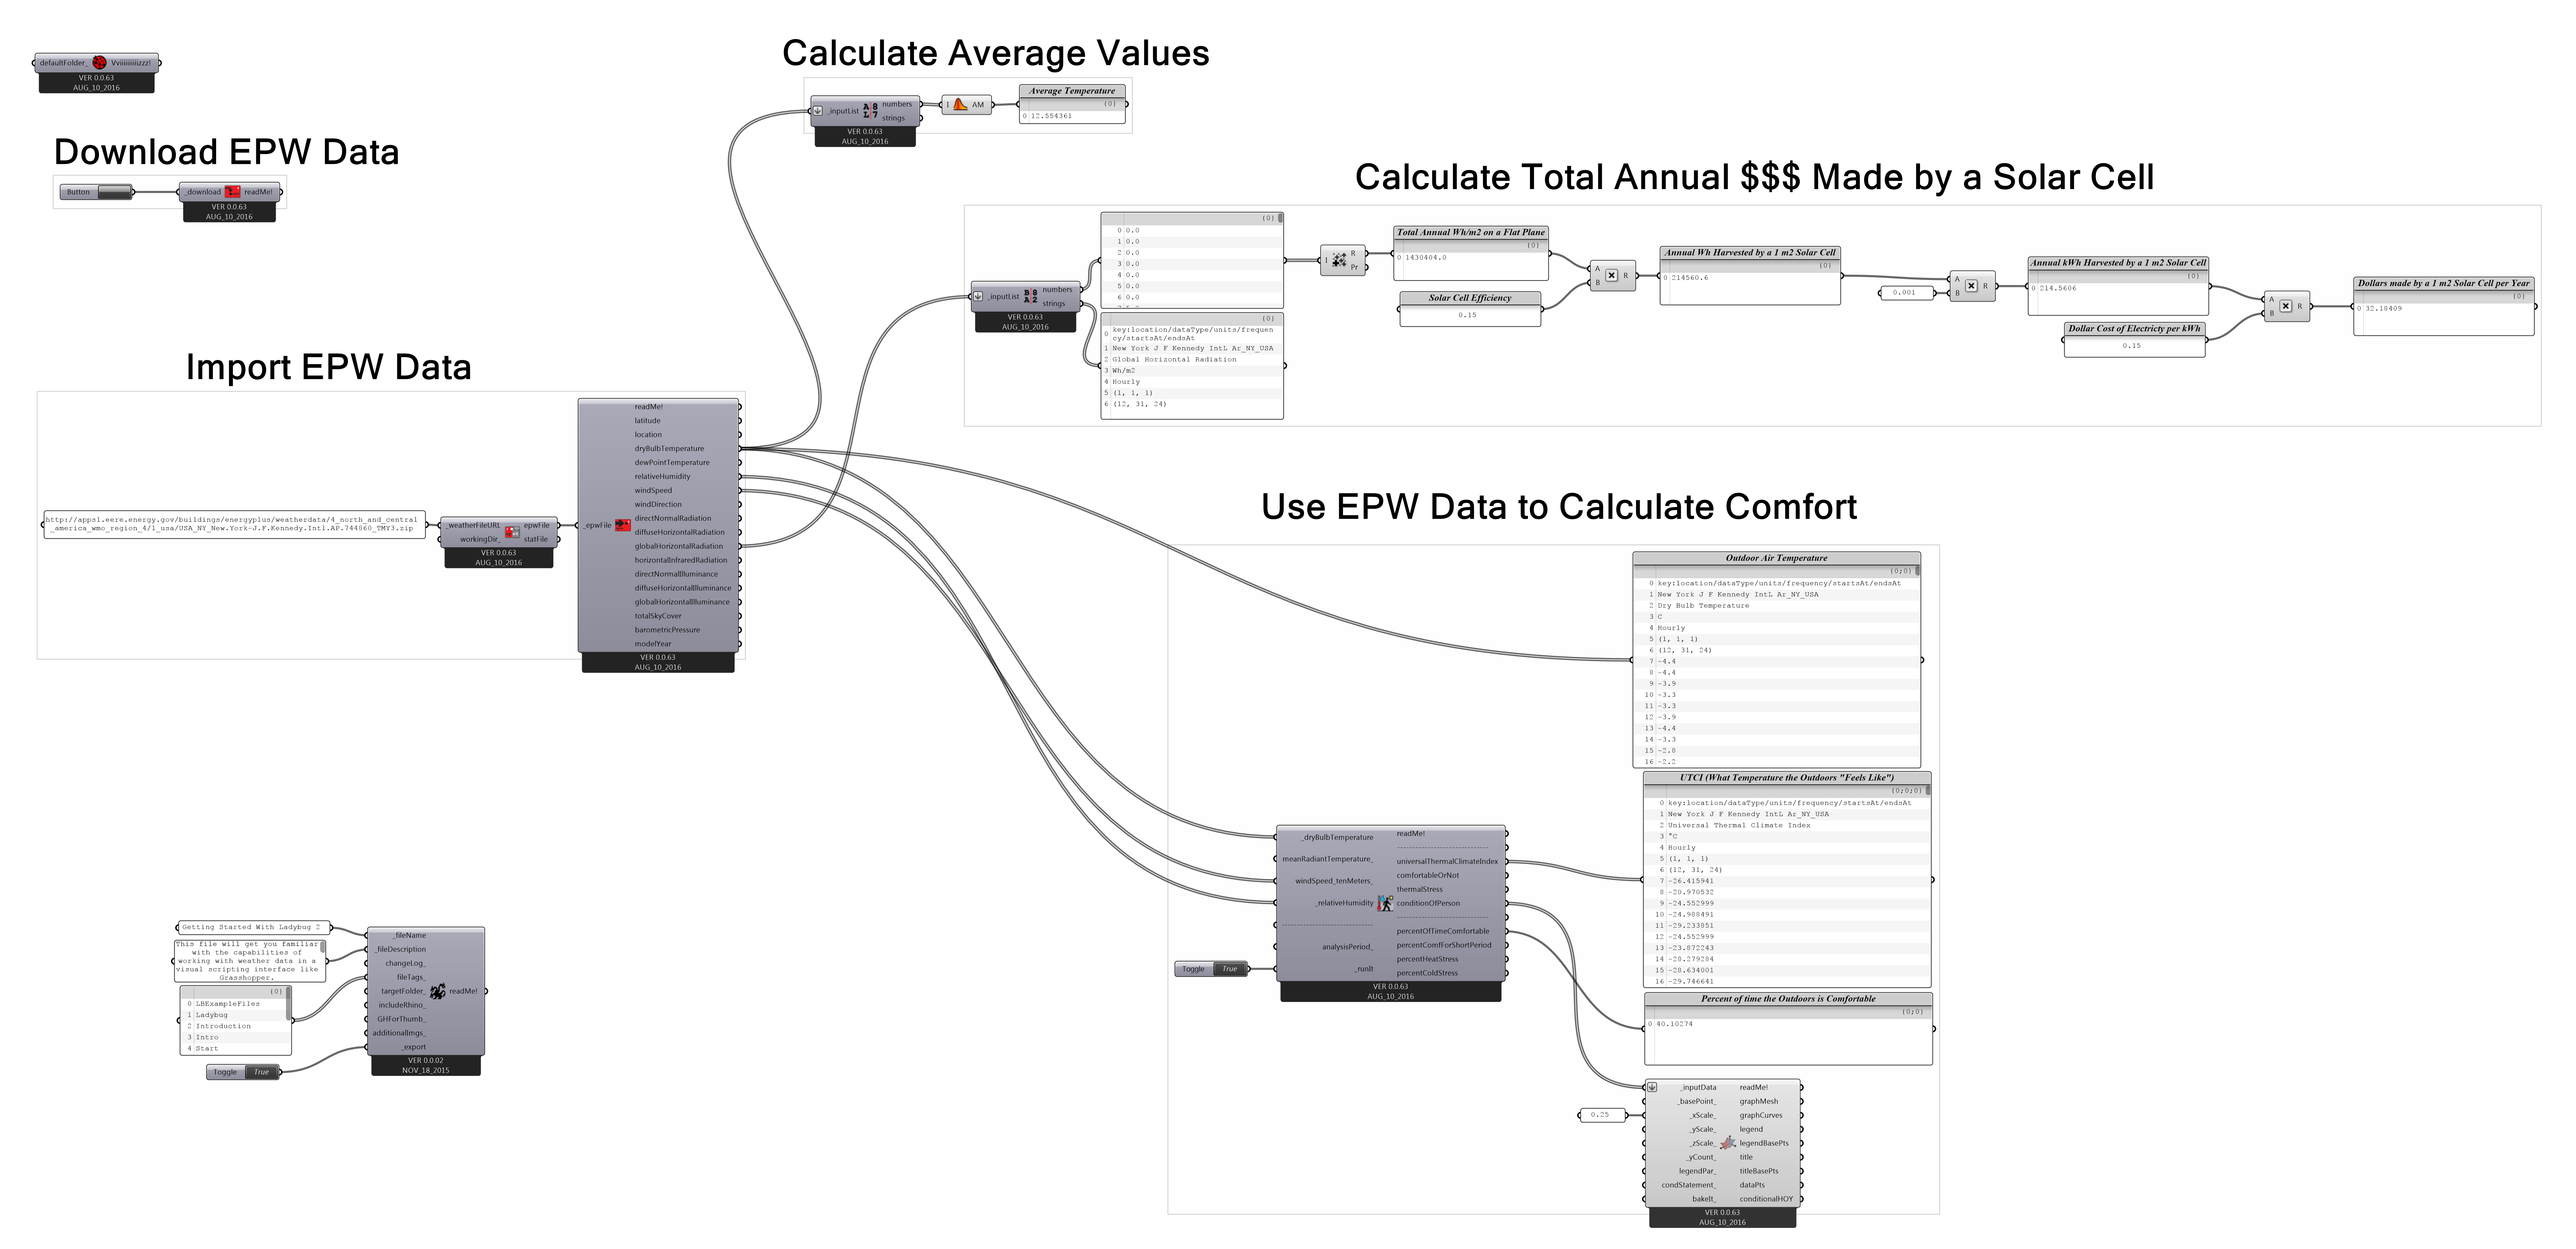 defaultFolder_ Vviiiiiiiizzz!
VER 0.0.63
AUG_10_2016
Download EPW Data
Button
_download readMe!
VER 0.0.63
AUG_10_2016
Import EPW Data
http://apps1.eere.energy.gov/buildings/energyplus/weatherdata/4_north_and_central
_america_wmo_region_4/1_usa/USA_NY_New.York-J.F.Kennedy.Intl.AP.744860_TMY3.zip
_weatherFileURL epwFile
workingDir_ statFile
VER 0.0.63
AUG_10_2016
_epwFile
readMe!
latitude
location
dryBulbTemperature
dewPointTemperature
relativeHumidity
windSpeed
windDirection
directNormalRadiation
diffuseHorizontalRadiation
globalHorizontalRadiation
horizontalInfraredRadiation
directNormalIlluminance
diffuseHorizontalIlluminance
globalHorizontalIlluminance
totalSkyCover
barometricPressure
modelYear
VER 0.0.63
AUG_10_2016
Calculate Average Values
_inputList numbers
strings
A 8
L 7
VER 0.0.63
AUG_10_2016
I AM
Average Temperature
{0}
0 12.554361
Calculate Total Annual $$$ Made by a Solar Cell
_inputList numbers
strings
B 8
A 2
VER 0.0.63
AUG_10_2016
{0}
0 0.0
1 0.0
2 0.0
3 0.0
4 0.0
5 0.0
6 0.0
{0}
0 key:location/dataType/units/frequen
cy/startsAt/endsAt
1 New York J F Kennedy IntL Ar_NY_USA
2 Global Horizontal Radiation
3 Wh/m2
4 Hourly
5 (1, 1, 1)
6 (12, 31, 24)
I R
Pr
Total Annual Wh/m2 on a Flat Plane
{0}
0 1430404.0
Solar Cell Efficiency
0.15
A R
B
Annual Wh Harvested by a 1 m2 Solar Cell
{0}
0 214560.6
0.001
A R
B
Annual kWh Harvested by a 1 m2 Solar Cell
{0}
0 214.5606
Dollar Cost of Electricty per kWh
0.15
A R
B
Dollars made by a 1 m2 Solar Cell per Year
{0}
0 32.18409
Use EPW Data to Calculate Comfort
Outdoor Air Temperature
{0;0}
0 key:location/dataType/units/frequency/startsAt/endsAt
1 New York J F Kennedy IntL Ar_NY_USA
2 Dry Bulb Temperature
3 C
4 Hourly
5 (1, 1, 1)
6 (12, 31, 24)
7 -4.4
8 -4.4
9 -3.9
10 -3.3
11 -3.3
12 -3.9
13 -4.4
14 -3.3
15 -2.8
16 -2.2
UTCI (What Temperature the Outdoors "Feels Like")
{0;0;0}
0 key:location/dataType/units/frequency/startsAt/endsAt
1 New York J F Kennedy IntL Ar_NY_USA
2 Universal Thermal Climate Index
3 °C
4 Hourly
5 (1, 1, 1)
6 (12, 31, 24)
7 -26.415941
8 -20.970532
9 -24.552999
10 -24.988491
11 -29.233851
12 -24.552999
13 -23.872243
14 -28.279284
15 -28.634001
16 -29.746641
Percent of time the Outdoors is Comfortable
{0;0}
0 40.10274
_dryBulbTemperature
meanRadiantTemperature_
windSpeed_tenMeters_
_relativeHumidity
------------------------------
analysisPeriod_
_runIt
readMe!
------------------------------
universalThermalClimateIndex
comfortableOrNot
thermalStress
conditionOfPerson
------------------------------
percentOfTimeComfortable
percentComfForShortPeriod
percentHeatStress
percentColdStress
VER 0.0.63
AUG_10_2016
Toggle True
0.25
_inputData readMe!
_basePoint_ graphMesh
_xScale_ graphCurves
_yScale_ legend
_zScale_ legendBasePts
_yCount_ title
legendPar_ titleBasePts
condStatement_ dataPts
bakeIt_ conditionalHOY
VER 0.0.63
AUG_10_2016
Getting Started With Ladybug 2
This file will get you familiar
with the capabilities of
working with weather data in a
visual scripting interface like
Grasshopper.
{0}
0 LBExampleFiles
1 Ladybug
2 Introduction
3 Intro
4 Start
Toggle True
_fileName
_fileDescription
changeLog_
fileTags_
targetFolder_ readMe!
includeRhino_
GHForThumb_
additionalImgs_
_export
VER 0.0.02
NOV_18_2015